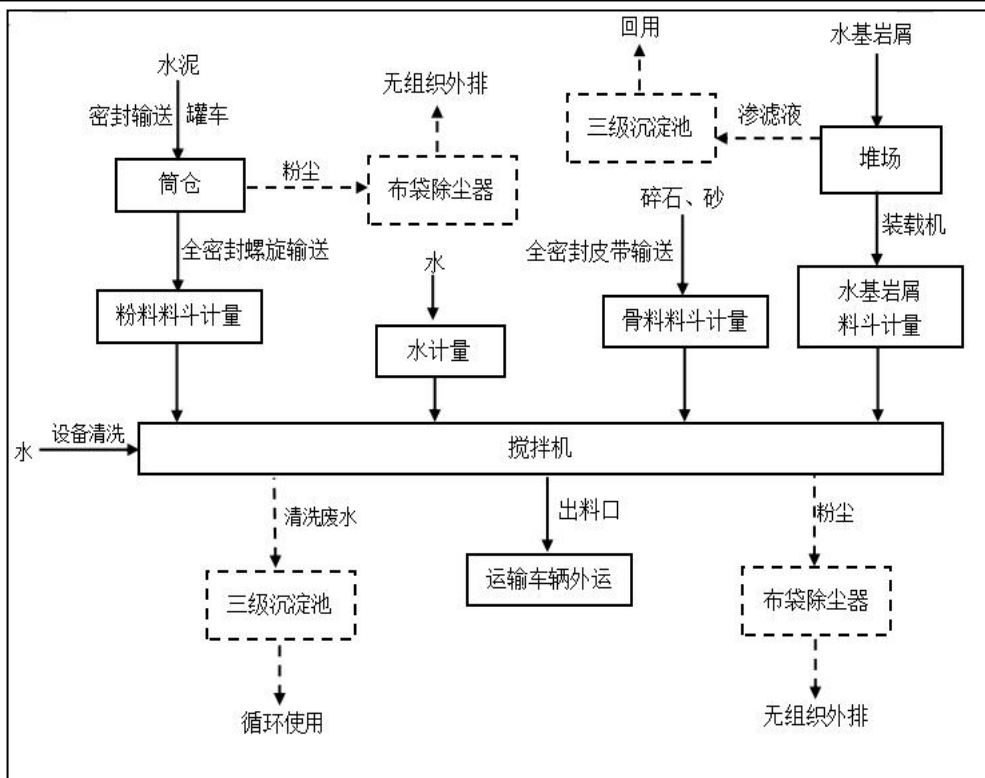 回用
水基岩屑
水泥
无组织外排
密封输送
罐车
三级沉淀池
渗滤液
堆场
筒仓
粉尘
布袋除尘器
碎石、砂
装载机
全密封螺旋输送
水
全密封皮带输送
粉料料斗计量
水计量
骨料料斗计量
水基岩屑
料斗计量
水
设备清洗
搅拌机
清洗废水
出料口
粉尘
三级沉淀池
运输车辆外运
布袋除尘器
循环使用
无组织外排